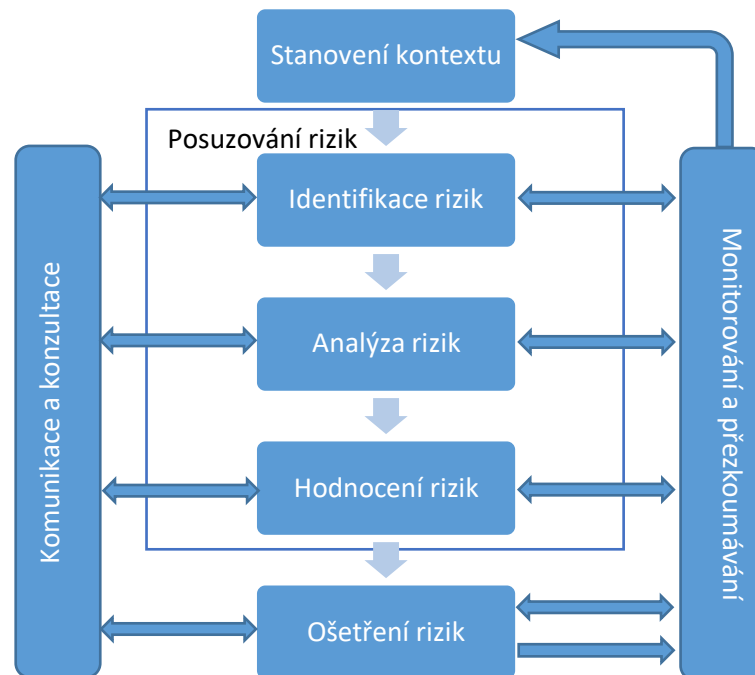 Stanovení kontextu
Posuzování rizik
Identifikace rizik
Analýza rizik
Hodnocení rizik
Ošetření rizik
Komunikace a konzultace
Monitorování a přezkoumávání